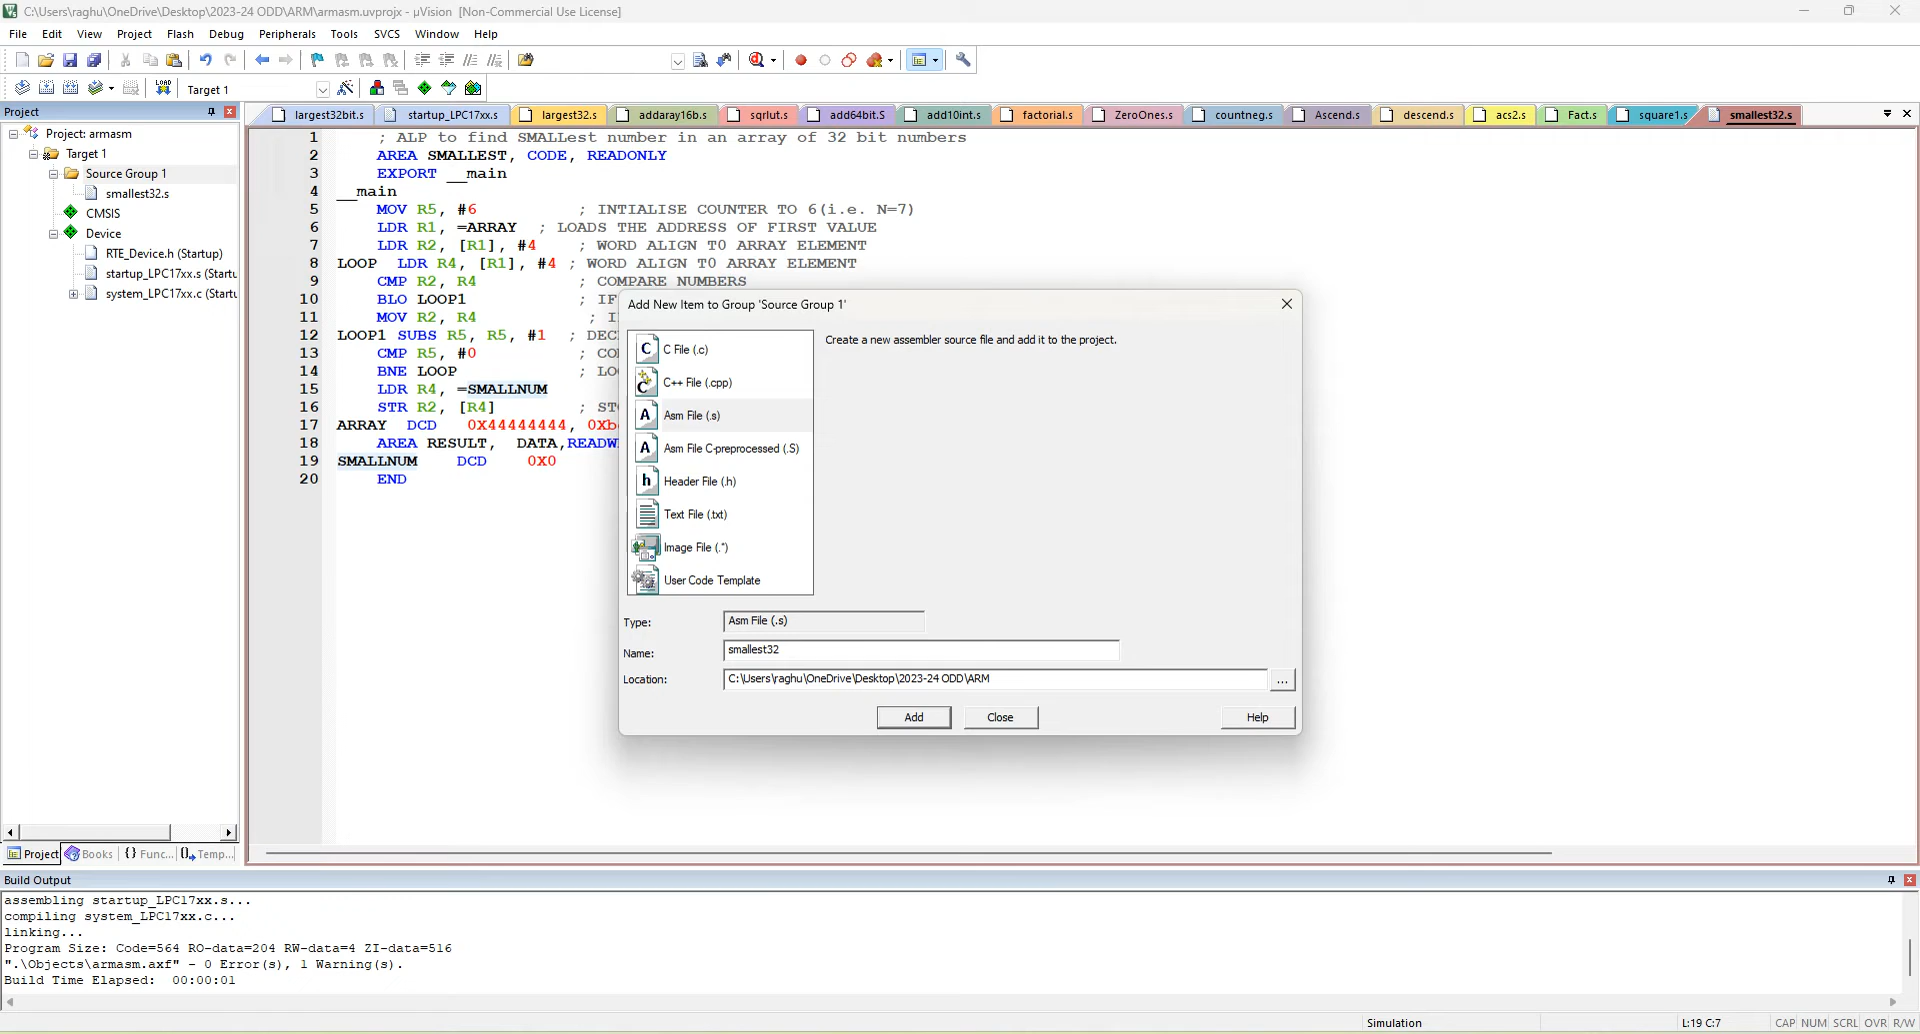 C:\Users\raghu\OneDrive\Desktop\2023-24 ODD\ARM\armasm.uvprojx - µVision [Non-Commercial Use License]
File Edit View Project Flash Debug Peripherals Tools SVCS Window Help
LOAD Target 1
Project
largest32bit.s startup_LPC17xx.s largest32.s addaray16b.s sqrlut.s add64bit.S add10int.s factorial.s ZeroOnes.s countneg.s Ascend.s descend.s acs2.s Fact.s square1.s smallest32.s
Project: armasm
Target 1
Source Group 1
smallest32.s
CMSIS
Device
RTE_Device.h (Startup)
startup_LPC17xx.s (Startu
system_LPC17xx.c (Startu
Project Books {} Func... Temp...
1 ; ALP to find SMALLest number in an array of 32 bit numbers
2 AREA SMALLEST, CODE, READONLY
3 EXPORT __main
4 __main
5 MOV R5, #6 ; INTIALISE COUNTER TO 6(i.e. N=7)
6 LDR R1, =ARRAY ; LOADS THE ADDRESS OF FIRST VALUE
7 LDR R2, [R1], #4 ; WORD ALIGN T0 ARRAY ELEMENT
8 LOOP LDR R4, [R1], #4 ; WORD ALIGN T0 ARRAY ELEMENT
9 CMP R2, R4 ; COMPARE NUMBERS
10 BLO LOOP1 ; IF
11 MOV R2, R4 ; I
12 LOOP1 SUBS R5, R5, #1 ; DEC
13 CMP R5, #0 ; CO
14 BNE LOOP ; LO
15 LDR R4, =SMALLNUM
16 STR R2, [R4] ; ST
17 ARRAY DCD 0X44444444, 0Xb
18 AREA RESULT, DATA,READW
19 SMALLNUM DCD 0X0
20 END
Add New Item to Group 'Source Group 1'
C File (.c)
C++ File (.cpp)
Asm File (.s)
Asm File C-preprocessed (.S)
Header File (.h)
Text File (.txt)
Image File (.*)
User Code Template
Create a new assembler source file and add it to the project.
Type: Asm File (.s)
Name: smallest32
Location: C:\Users\raghu\OneDrive\Desktop\2023-24 ODD\ARM ...
Add Close Help
Build Output
assembling startup_LPC17xx.s...
compiling system_LPC17xx.c...
linking...
Program Size: Code=564 RO-data=204 RW-data=4 ZI-data=516
".\Objects\armasm.axf" - 0 Error(s), 1 Warning(s).
Build Time Elapsed: 00:00:01
Simulation L:19 C:7 CAP NUM SCRL OVR R/W